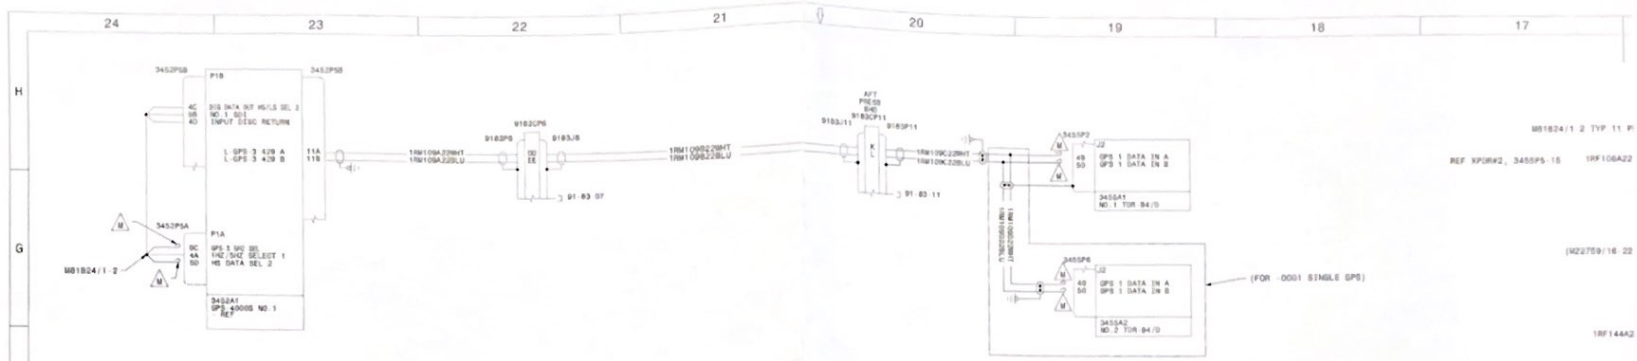 24 23 22 21 20 19 18 17
H
3452P5B
P1B
3452P5B
4C DIG DATA OUT HS/LS SEL 2
5B NO.1 SDI
4D INPUT DISC RETURN
L-GPS-3 429 A 11A
L-GPS-3 429 B 11B
1RM109A22WHT
1RM109A22BLU
9183CP6
9183P6
9183J6
DD
EE
91-83-07
1RM109B22WHT
1RM109B22BLU
AFT
PRESS
BHD
9183CP11
9183J11
9183P11
K
L
91-83-11
1RM109C22WHT
1RM109C22BLU
3455P2
M
J2
49 GPS 1 DATA IN A
50 GPS 1 DATA IN B
M
3455A1
NO.1 TDR-94/D
M81824/1-2 TYP 11 P
REF XPDR#2, 3455P5-15
1RF108A22
G
M
3452P5A
P1A
GPS-3 5HZ SEL
4A 1HZ/5HZ SELECT 1
5D HS DATA SEL 2
M81824/1-2
M
3452A1
GPS-4000S NO.1
REF
1RM109D22BLU
1RM109D22WHT
3455P6
M
J2
49 GPS 1 DATA IN A
50 GPS 1 DATA IN B
M
3455A2
NO.2 TDR-94/D
(FOR -0001 SINGLE GPS)
(M22759/16-22
1RF144A2